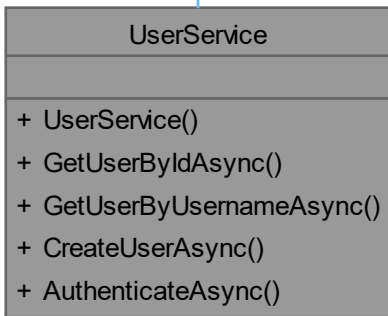 UserService
+ UserService()
+ GetUserByIdAsync()
+ GetUserByUsernameAsync()
+ CreateUserAsync()
+ AuthenticateAsync()